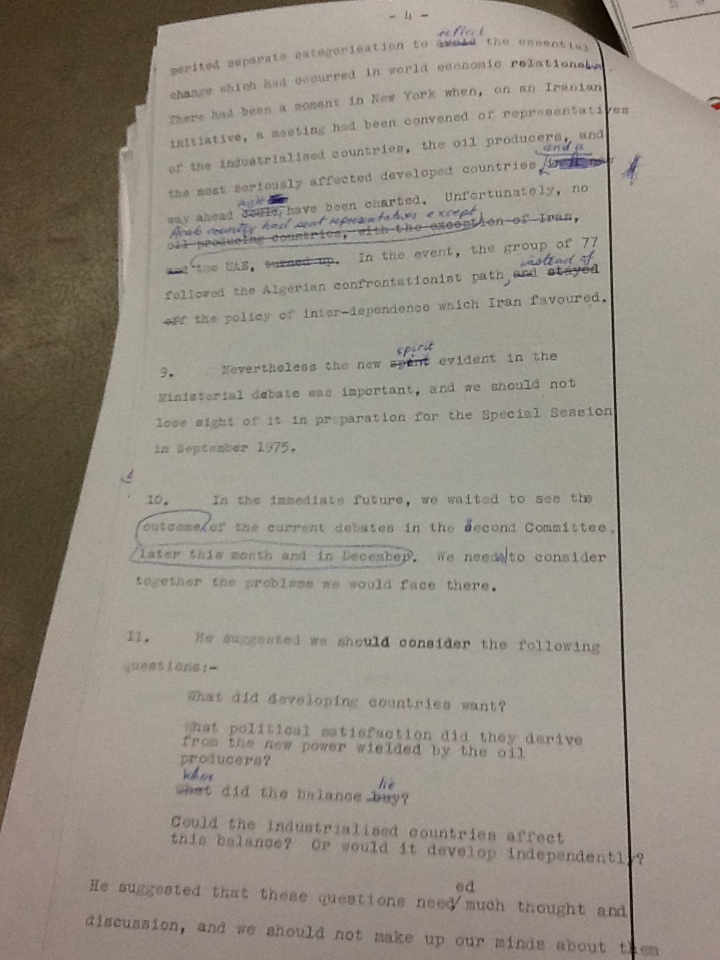 - 4 -
reflect
merited separate categorisation to avoid the essential
change which had occurred in world economic relations.
There had been a moment in New York when, on an Iranian
initiative, a meeting had been convened of representatives
of the industrialised countries, the oil producers, and
and a
the most seriously affected developed countries
might
way ahead could have been charted. Unfortunately, no
Arab country had sent representatives except
oil producing countries, with the exception of Iran,
and the UAE, turned up. In the event, the group of 77
instead of
followed the Algerian confrontationist path, and stayed
off the policy of inter-dependence which Iran favoured.
spirit
9. Nevertheless the new spent evident in the
Ministerial debate was important, and we should not
lose sight of it in preparation for the Special Session
in September 1975.
10. In the immediate future, we waited to see the
outcome of the current debates in the Second Committee.
later this month and in December. We needed to consider
together the problems we would face there.
11. He suggested we should consider the following
questions:-
What did developing countries want?
What political satisfaction did they derive
from the new power wielded by the oil
producers?
where lie
What did the balance buy?
Could the industrialised countries affect
this balance? Or would it develop independently?
ed
He suggested that these questions need/much thought and
discussion, and we should not make up our minds about them